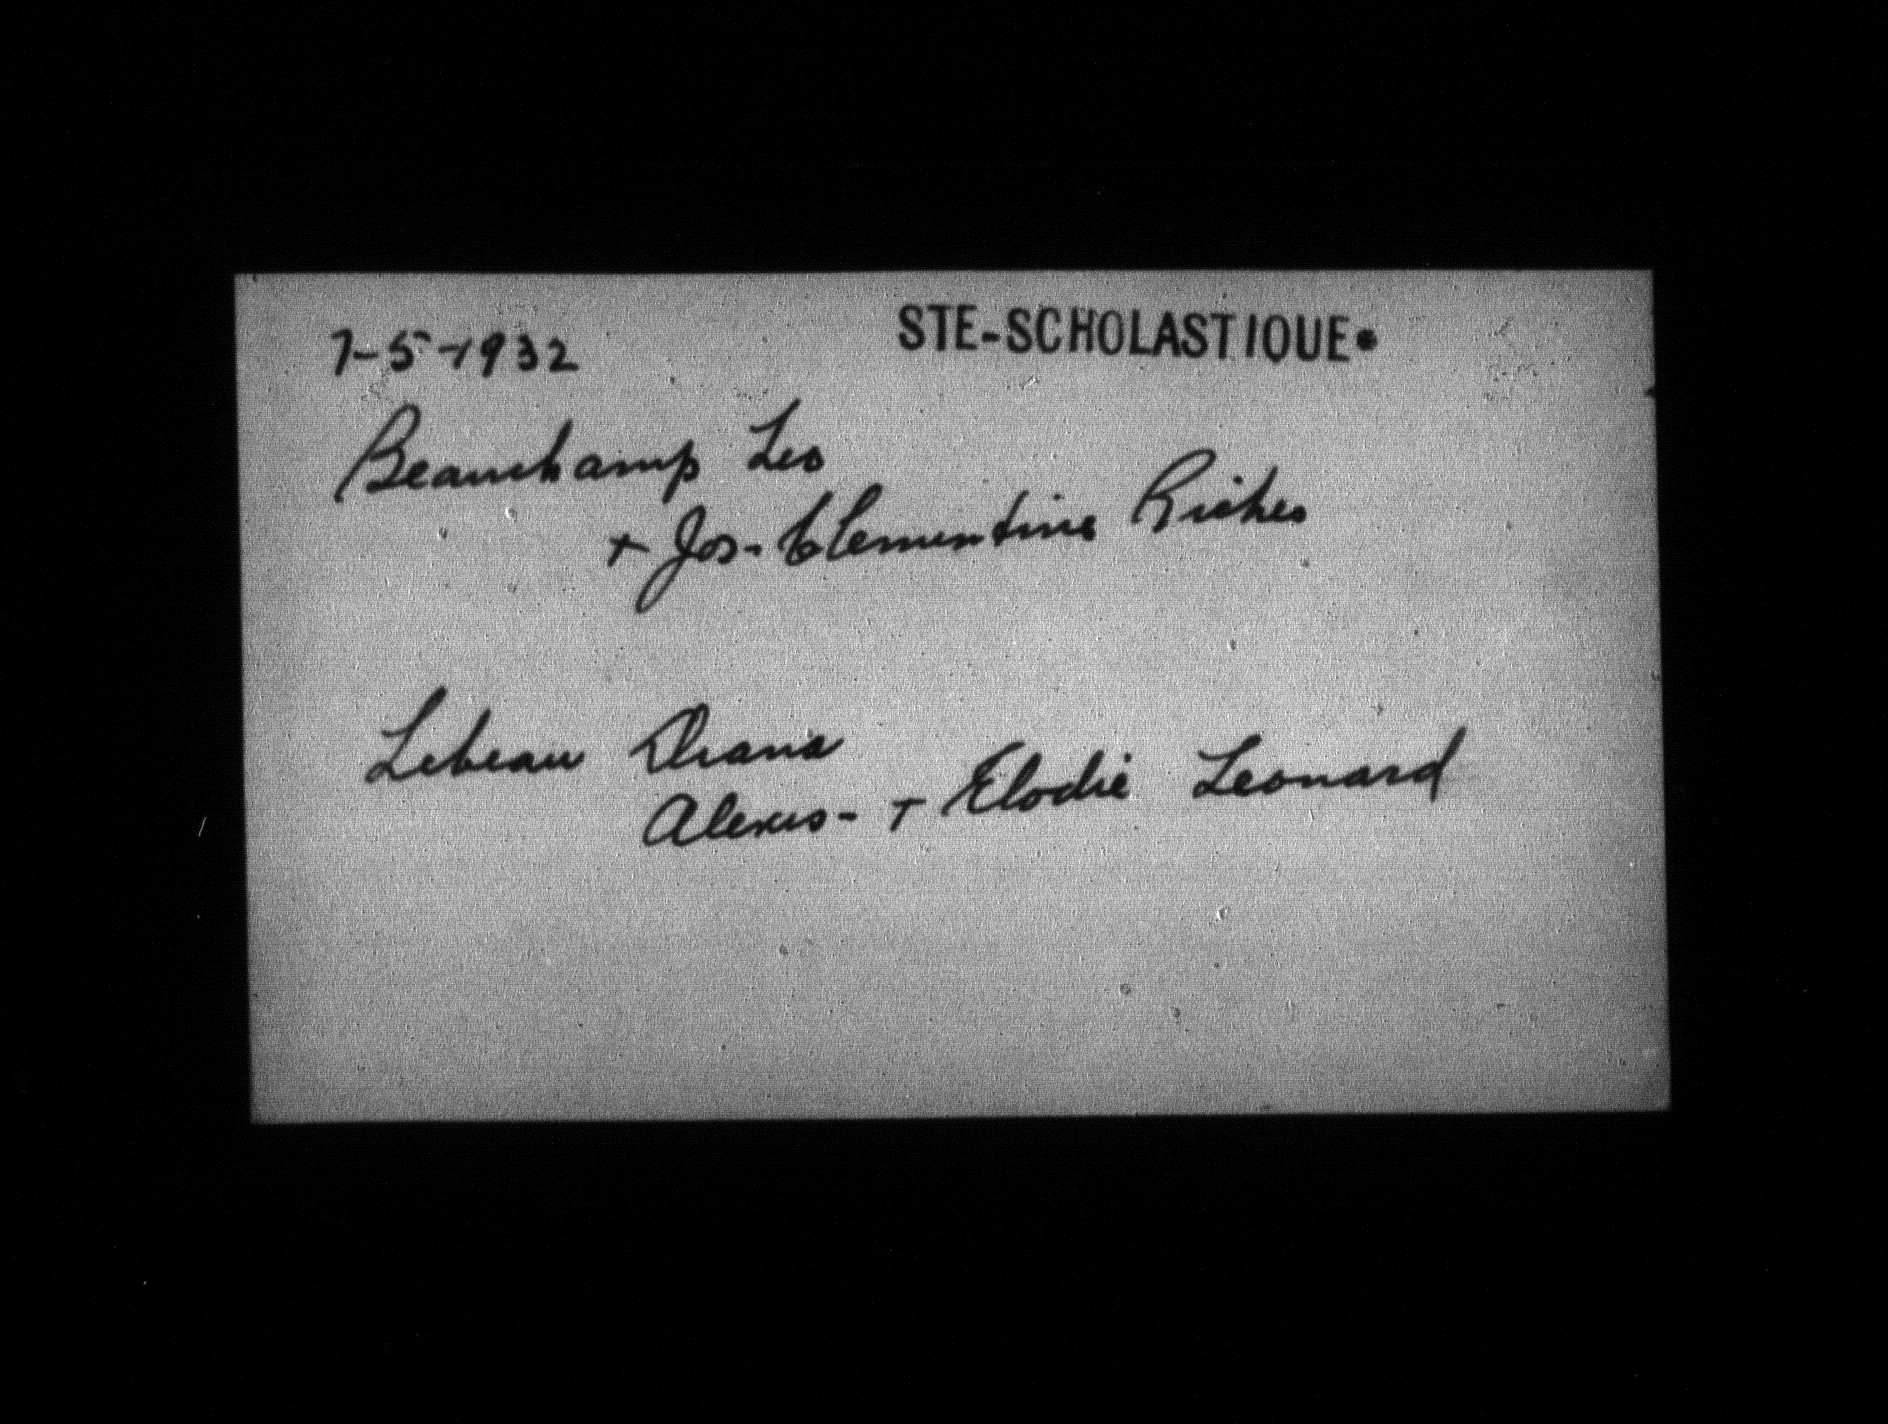 7-5-1932 STE-SCHOLASTIQUE.
Beauchamp Leo
+ Jos- Clementine Riches
Lebeau Diana
Alexis- + Elodie Leonard